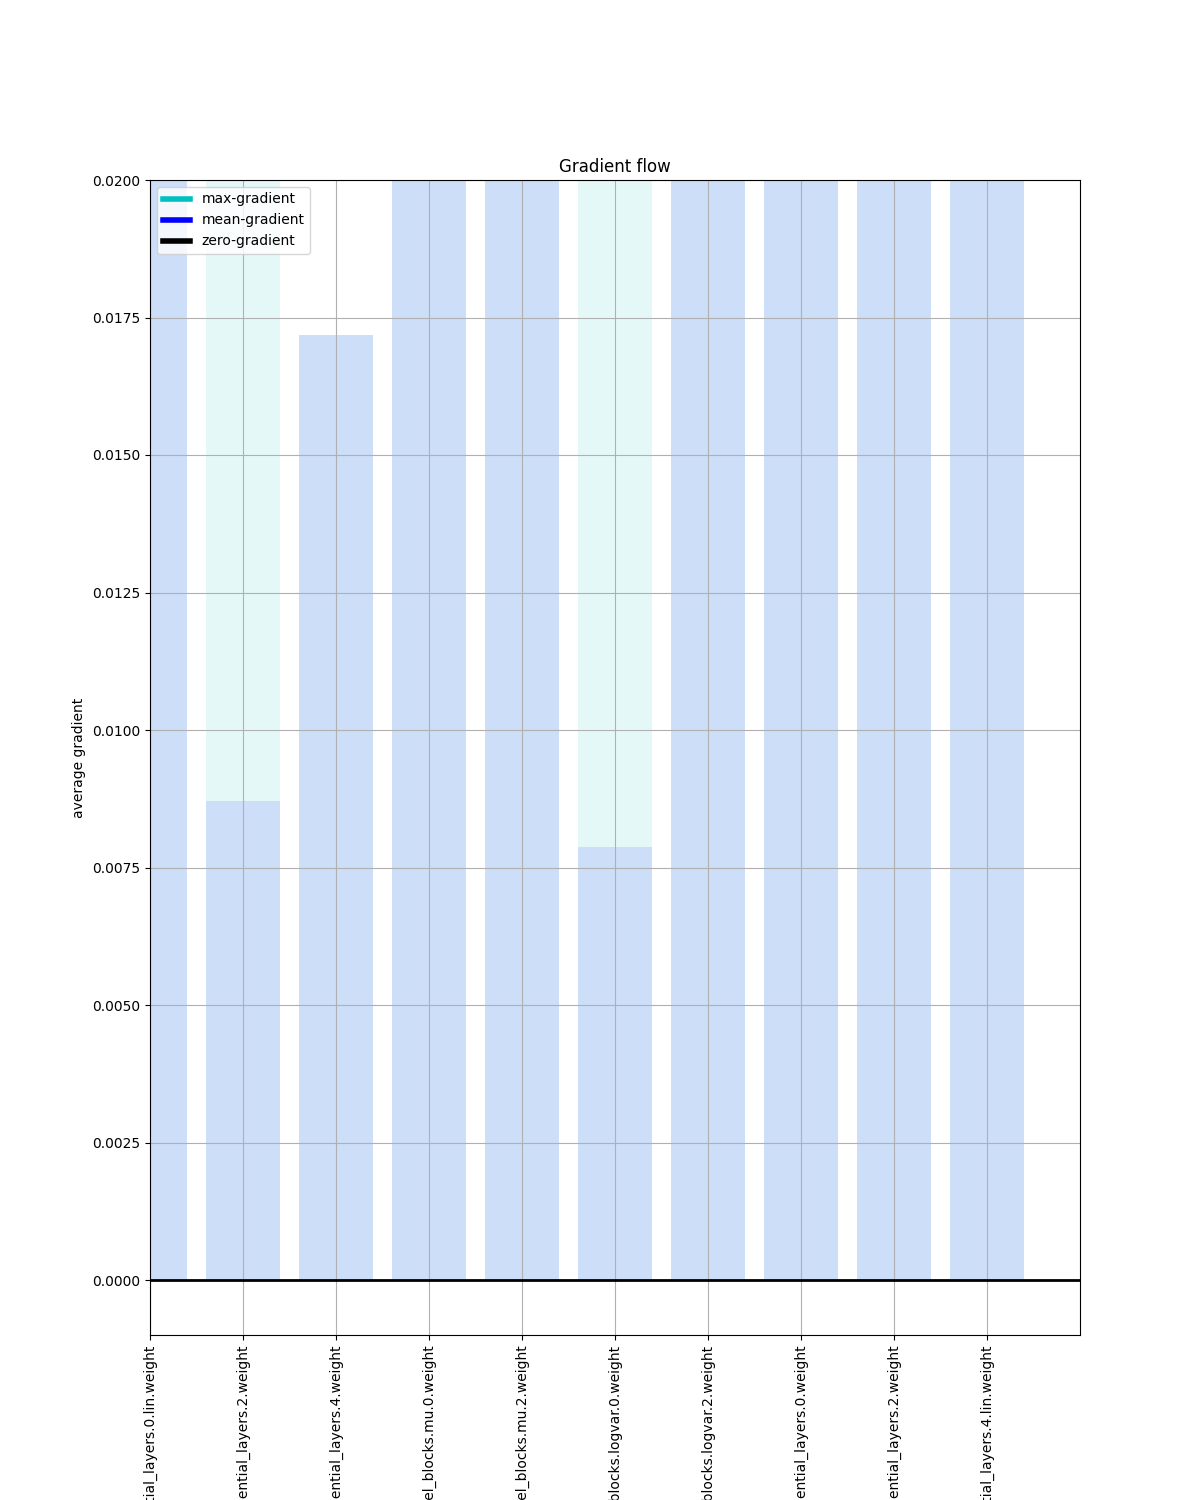 Gradient flow
max-gradient
mean-gradient
zero-gradient
average gradient
0.0200
0.0175
0.0150
0.0125
0.0100
0.0075
0.0050
0.0025
0.0000
tial_layers.0.lin.weight
ential_layers.2.weight
ential_layers.4.weight
el_blocks.mu.0.weight
el_blocks.mu.2.weight
blocks.logvar.0.weight
blocks.logvar.2.weight
ential_layers.0.weight
ential_layers.2.weight
tial_layers.4.lin.weight